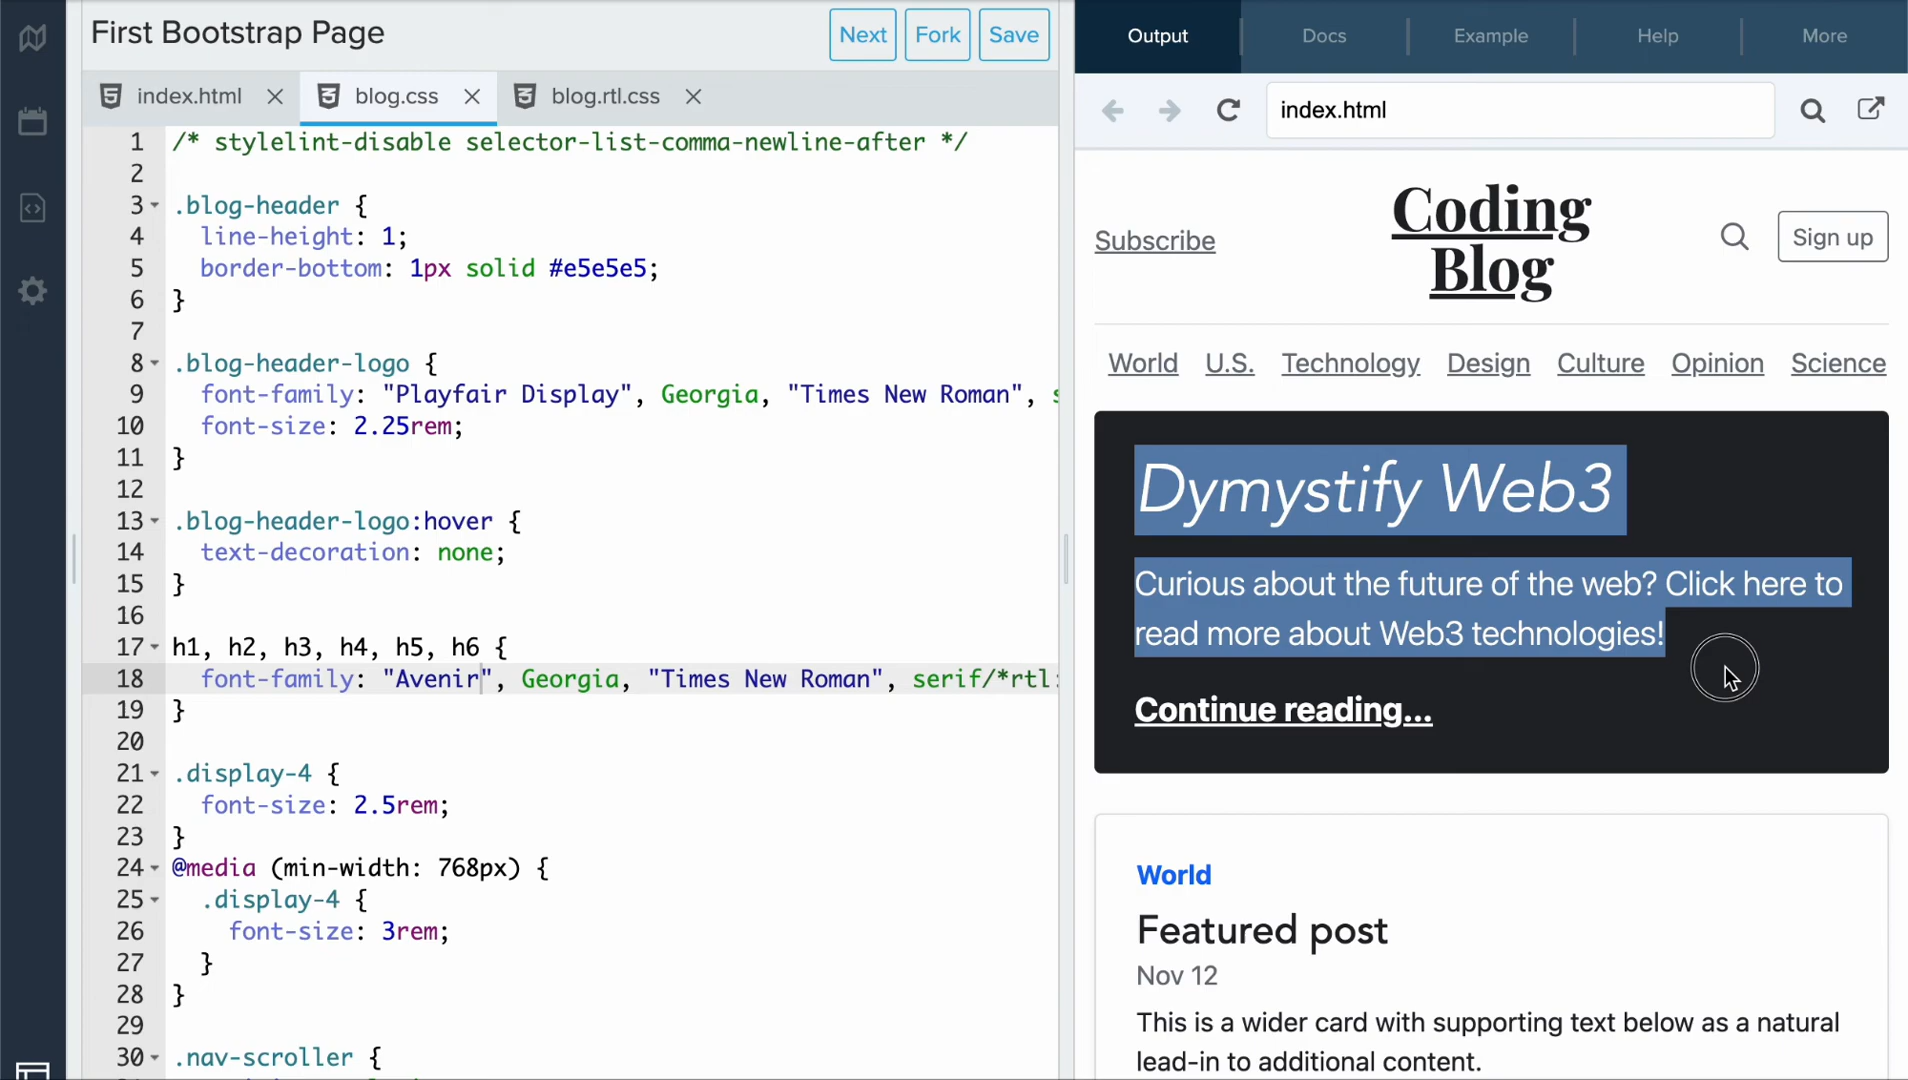 First Bootstrap Page
Next
Fork
Save
index.html
blog.css
blog.rtl.css
1 /* stylelint-disable selector-list-comma-newline-after */
2
3 .blog-header {
4 line-height: 1;
5 border-bottom: 1px solid #e5e5e5;
6 }
7
8 .blog-header-logo {
9 font-family: "Playfair Display", Georgia, "Times New Roman", s
10 font-size: 2.25rem;
11 }
12
13 .blog-header-logo:hover {
14 text-decoration: none;
15 }
16
17 h1, h2, h3, h4, h5, h6 {
18 font-family: "Avenir", Georgia, "Times New Roman", serif/*rtl:
19 }
20
21 .display-4 {
22 font-size: 2.5rem;
23 }
24 @media (min-width: 768px) {
25 .display-4 {
26 font-size: 3rem;
27 }
28 }
29
30 .nav-scroller {
Output
Docs
Example
Help
More
index.html
Subscribe
Coding
Blog
Sign up
World U.S. Technology Design Culture Opinion Science
Dymystify Web3
Curious about the future of the web? Click here to
read more about Web3 technologies!
Continue reading...
World
Featured post
Nov 12
This is a wider card with supporting text below as a natural
lead-in to additional content.